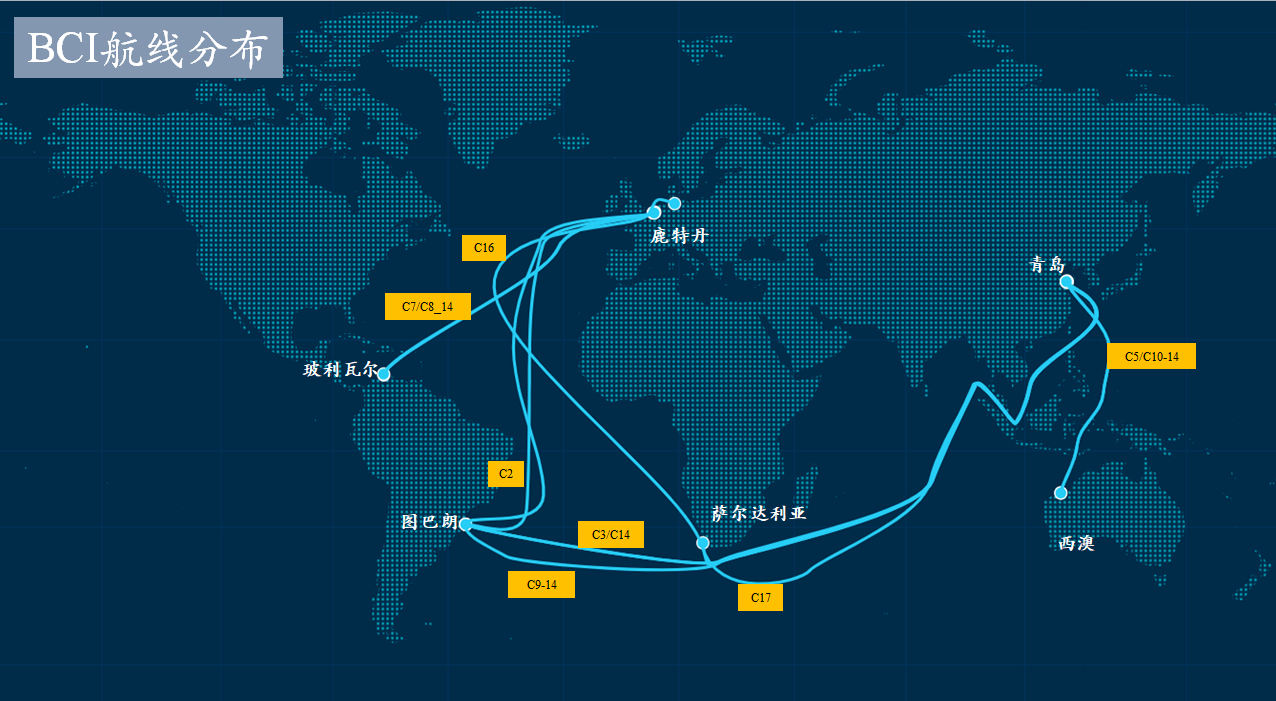 BCI航线分布
鹿特丹
C16
青岛
C7/C8_14
C5/C10-14
玻利瓦尔
C2
萨尔达利亚
图巴朗
C3/C14
西澳
C9-14
C17